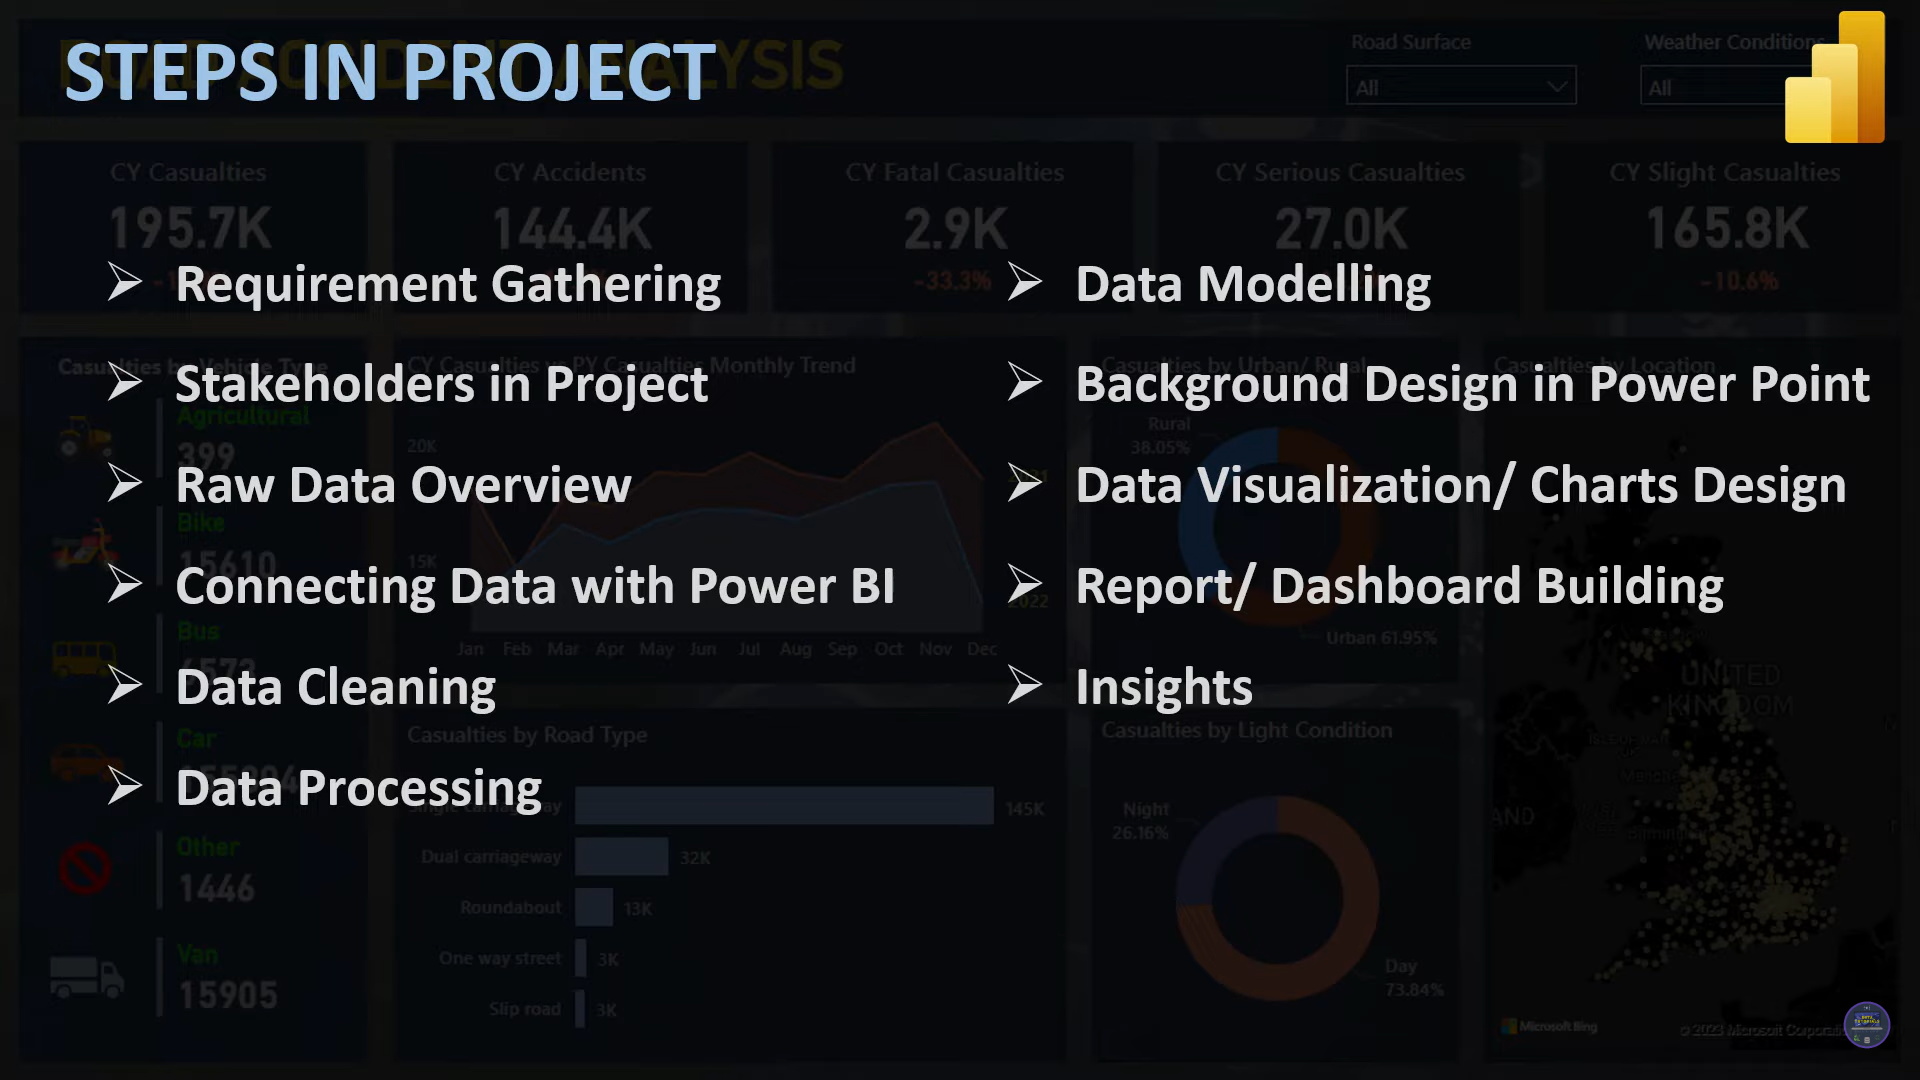 STEPS IN PROJECT
Road Surface
Weather Conditions
All
All
CY Casualties
195.7K
CY Accidents
144.4K
CY Fatal Casualties
2.9K
-33.3%
CY Serious Casualties
27.0K
CY Slight Casualties
165.8K
-10.6%
Requirement Gathering
Stakeholders in Project
Raw Data Overview
Connecting Data with Power BI
Data Cleaning
Data Processing
Data Modelling
Background Design in Power Point
Data Visualization/ Charts Design
Report/ Dashboard Building
Insights
Casualties by Vehicle Type
Agricultural
399
Bike
15610
Bus
6573
Car
Other
1446
Van
15905
CY Casualties vs PY Casualties Monthly Trend
20K
15K
2022
Jan Feb Mar Apr May Jun Jul Aug Sep Oct Nov Dec
Casualties by Road Type
Single carriageway 145K
Dual carriageway 32K
Roundabout 13K
One way street 3K
Slip road 3K
Casualties by Urban/ Rural
Rural
38.05%
Urban 61.95%
Casualties by Light Condition
Night
26.16%
Day
73.84%
Casualties by Location
UNITED
KINGDOM
Microsoft Bing
© 2023 Microsoft